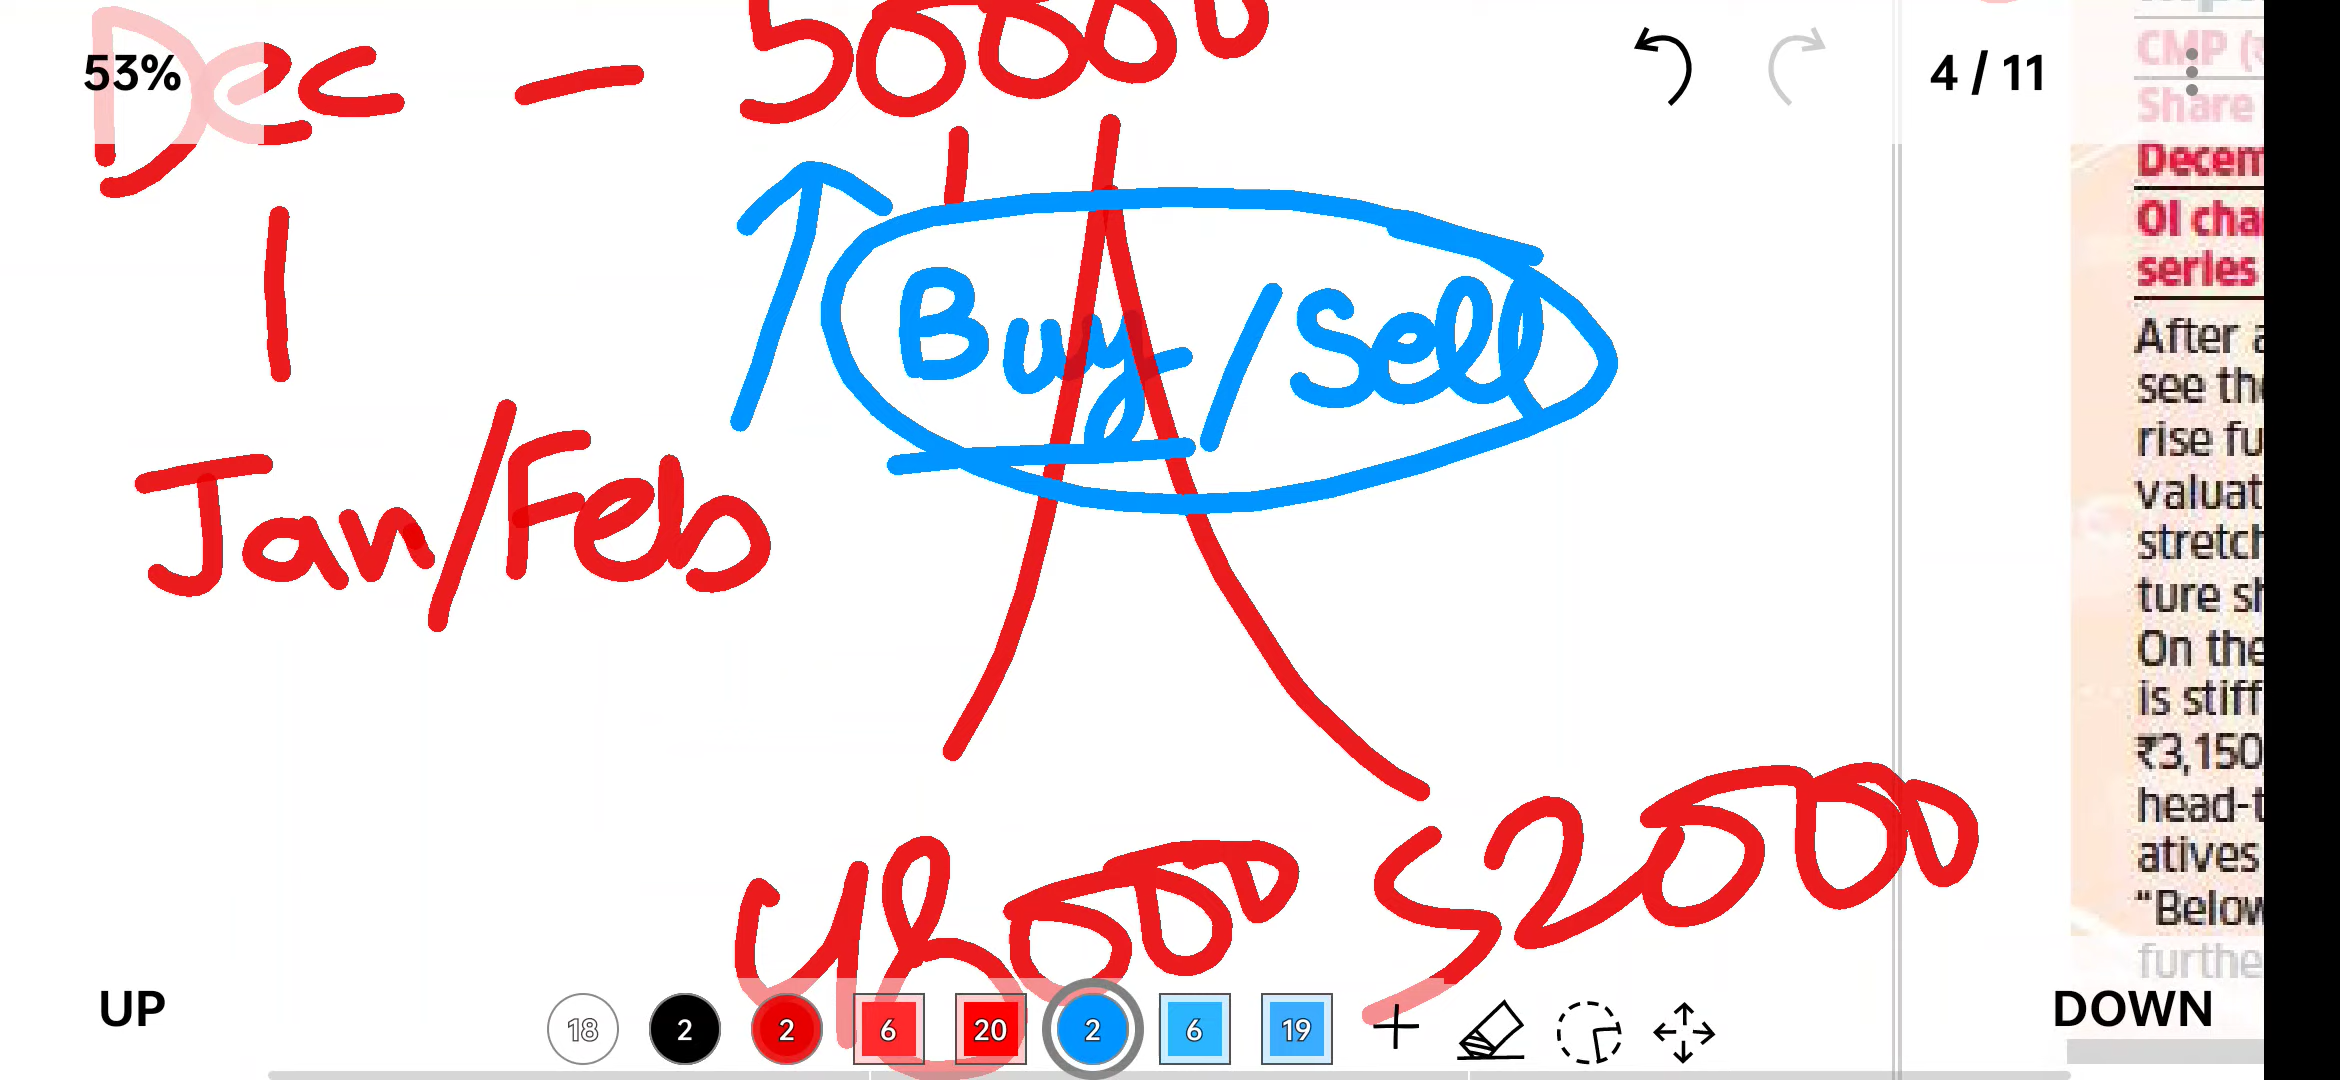 53%
Dec - 50000
4 / 11
CMP
Share
Decem
OI cha
series
Buy/Sell
Jan/Feb
After a
see the
rise fu
valuat
stretch
ture sh
On the
is stiff
₹3,150
head-t
atives
“Below
furthe
48000 52000
UP
18 2 2 6 20 2 6 19
DOWN